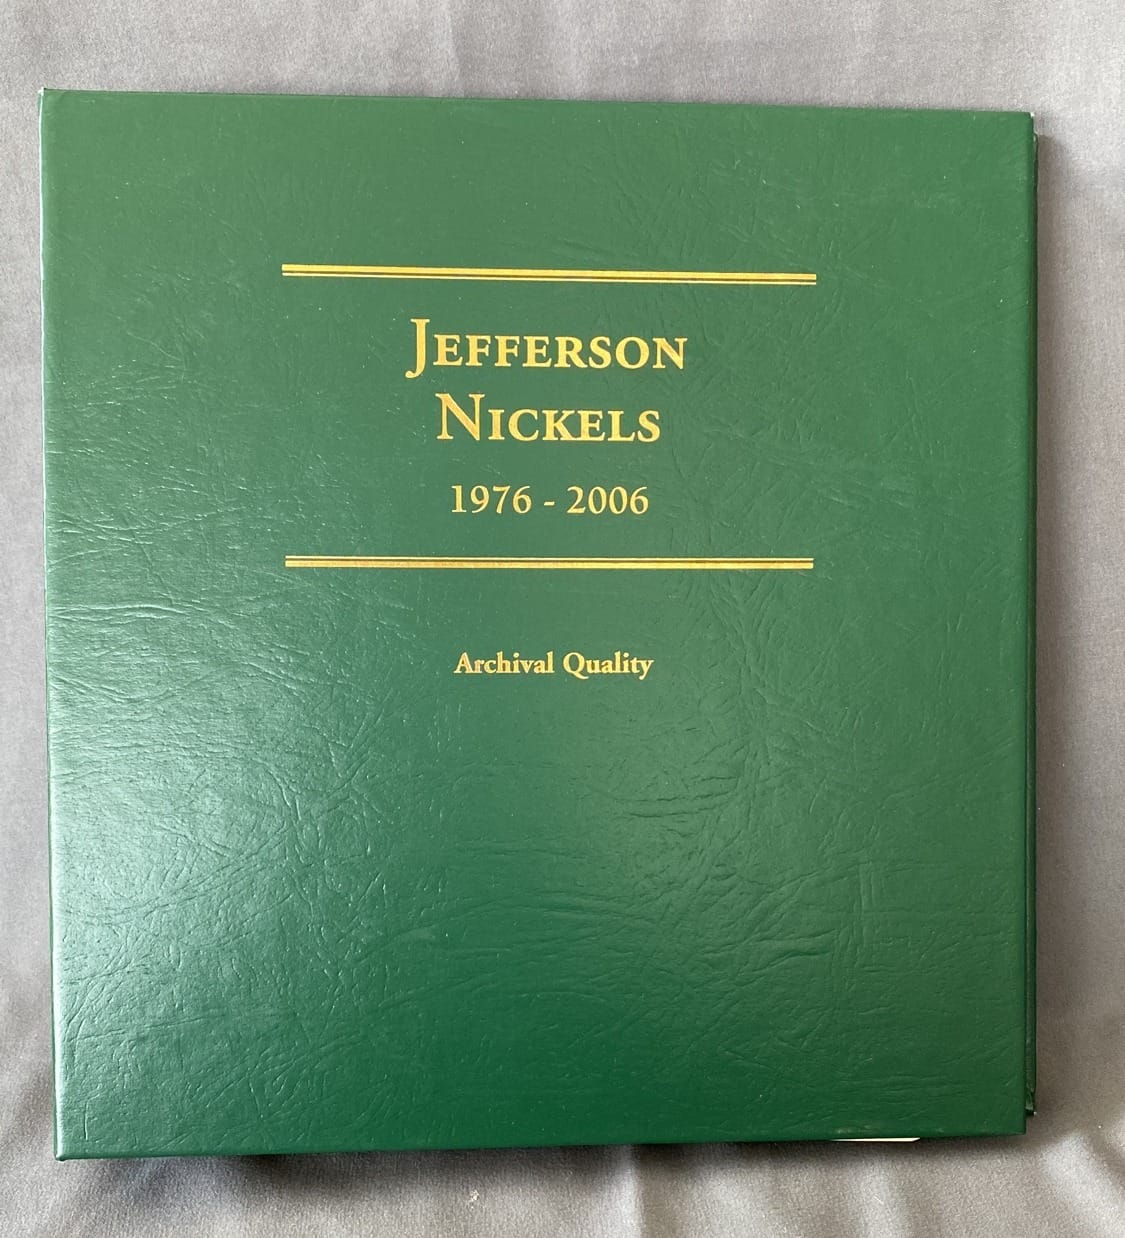 Jefferson
Nickels
1976 - 2006
Archival Quality